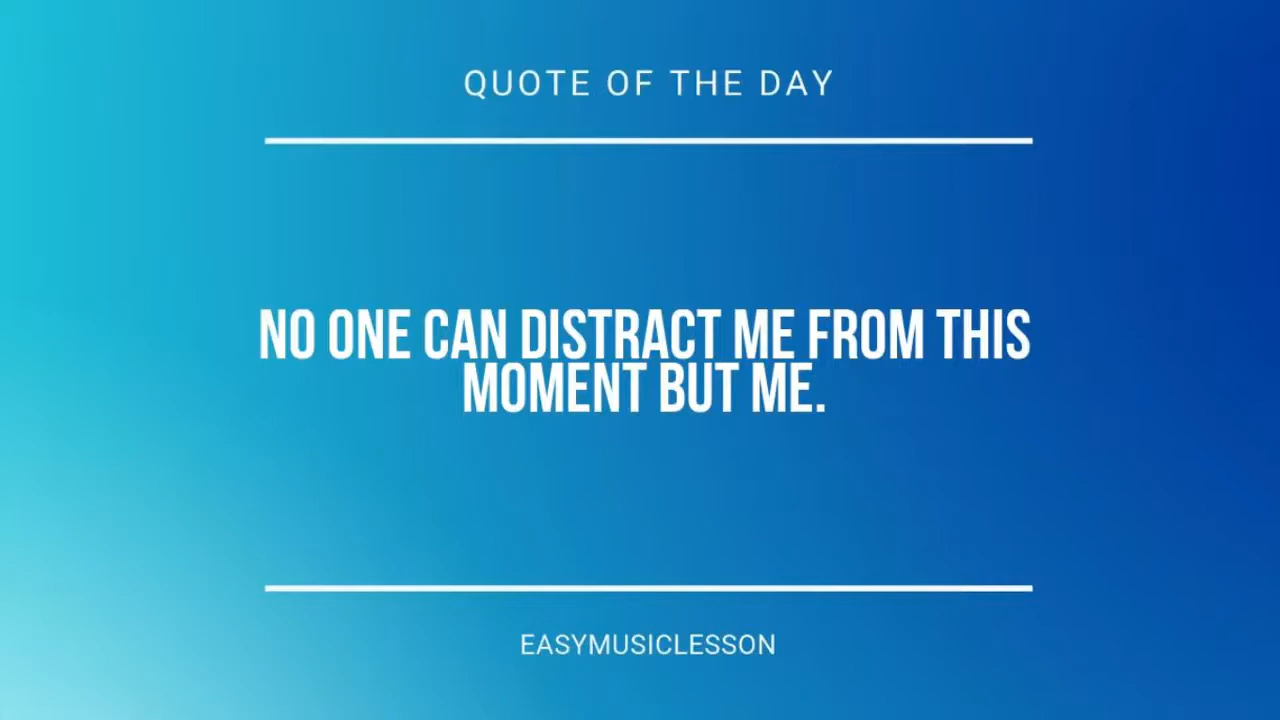 QUOTE OF THE DAY
NO ONE CAN DISTRACT ME FROM THIS
MOMENT BUT ME.
EASYMUSICLESSON